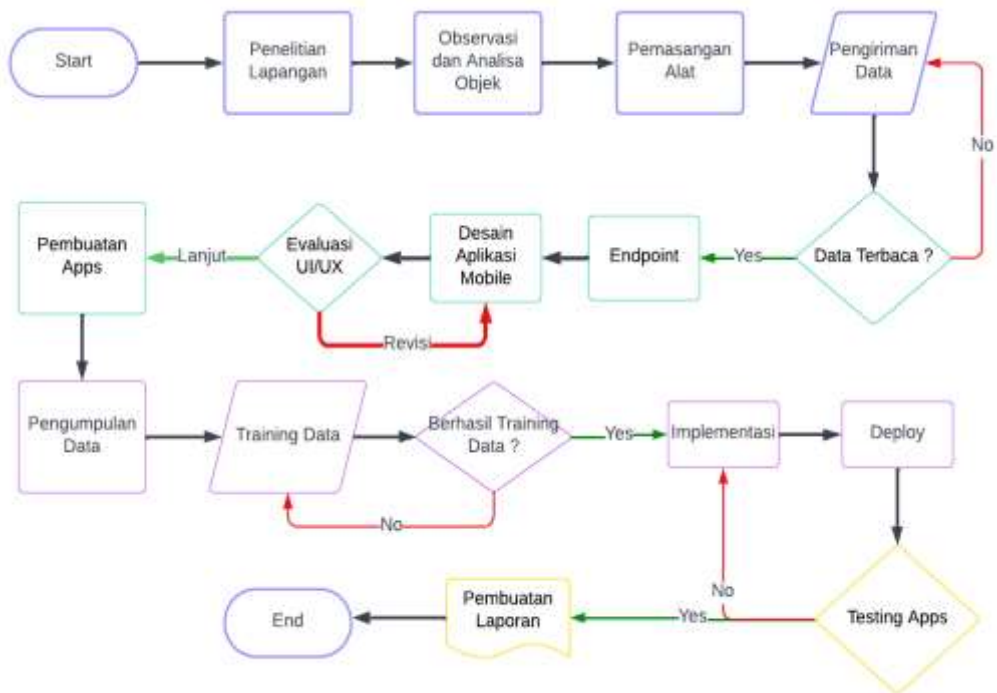 Start
Penelitian
Lapangan
Observasi
dan Analisa
Objek
Pemasangan
Alat
Pengiriman
Data
No
Data Terbaca ?
Yes
Endpoint
Desain
Aplikasi
Mobile
Evaluasi
UI/UX
Revisi
Lanjut
Pembuatan
Apps
Pengumpulan
Data
Training Data
Berhasil Training
Data ?
No
Yes
Implementasi
Deploy
Testing Apps
No
Yes
Pembuatan
Laporan
End